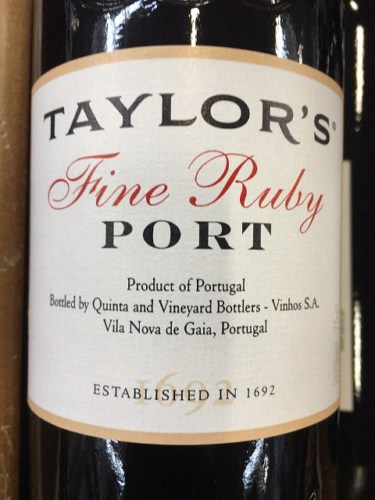 TAYLOR'S
Fine Ruby
PORT
Product of Portugal
Bottled by Quinta and Vineyard Bottlers - Vinhos S.A.
Vila Nova de Gaia, Portugal
1692
ESTABLISHED IN 1692